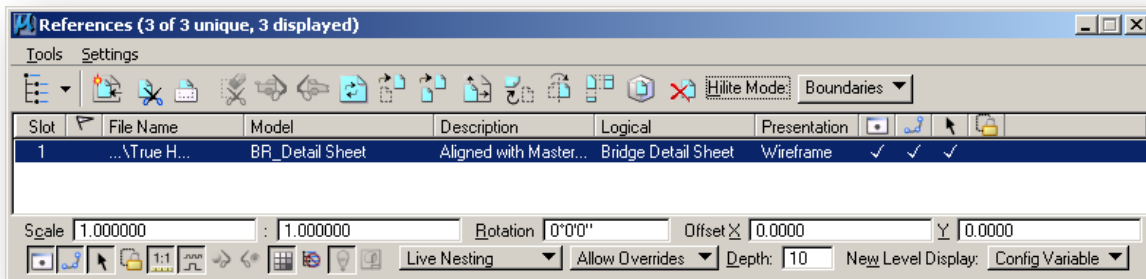 References (3 of 3 unique, 3 displayed)
Tools Settings
Hilite Mode: Boundaries
Slot File Name Model Description Logical Presentation
1 ...\True H... BR_Detail Sheet Aligned with Master... Bridge Detail Sheet Wireframe
Scale 1.000000 : 1.000000 Rotation 0°0'0" Offset X 0.0000 Y 0.0000
1:1 Live Nesting Allow Overrides Depth: 10 New Level Display: Config Variable